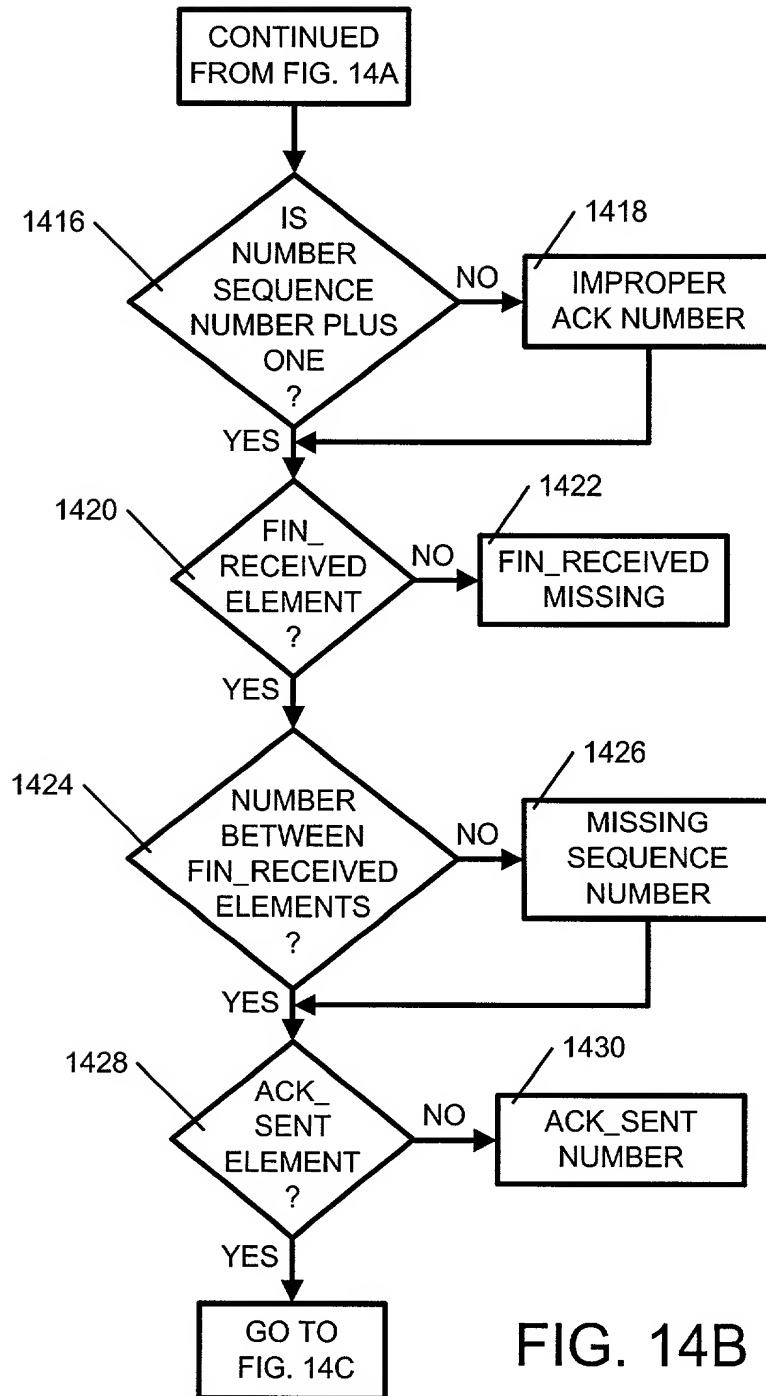 CONTINUED
FROM FIG. 14A
1416
IS
NUMBER
SEQUENCE
NUMBER PLUS
ONE
?
NO
1418
IMPROPER
ACK NUMBER
YES
1420
FIN_
RECEIVED
ELEMENT
?
NO
1422
FIN_RECEIVED
MISSING
YES
1424
NUMBER
BETWEEN
FIN_RECEIVED
ELEMENTS
?
NO
1426
MISSING
SEQUENCE
NUMBER
YES
1428
ACK_
SENT
ELEMENT
?
NO
1430
ACK_SENT
NUMBER
YES
GO TO
FIG. 14C
FIG. 14B